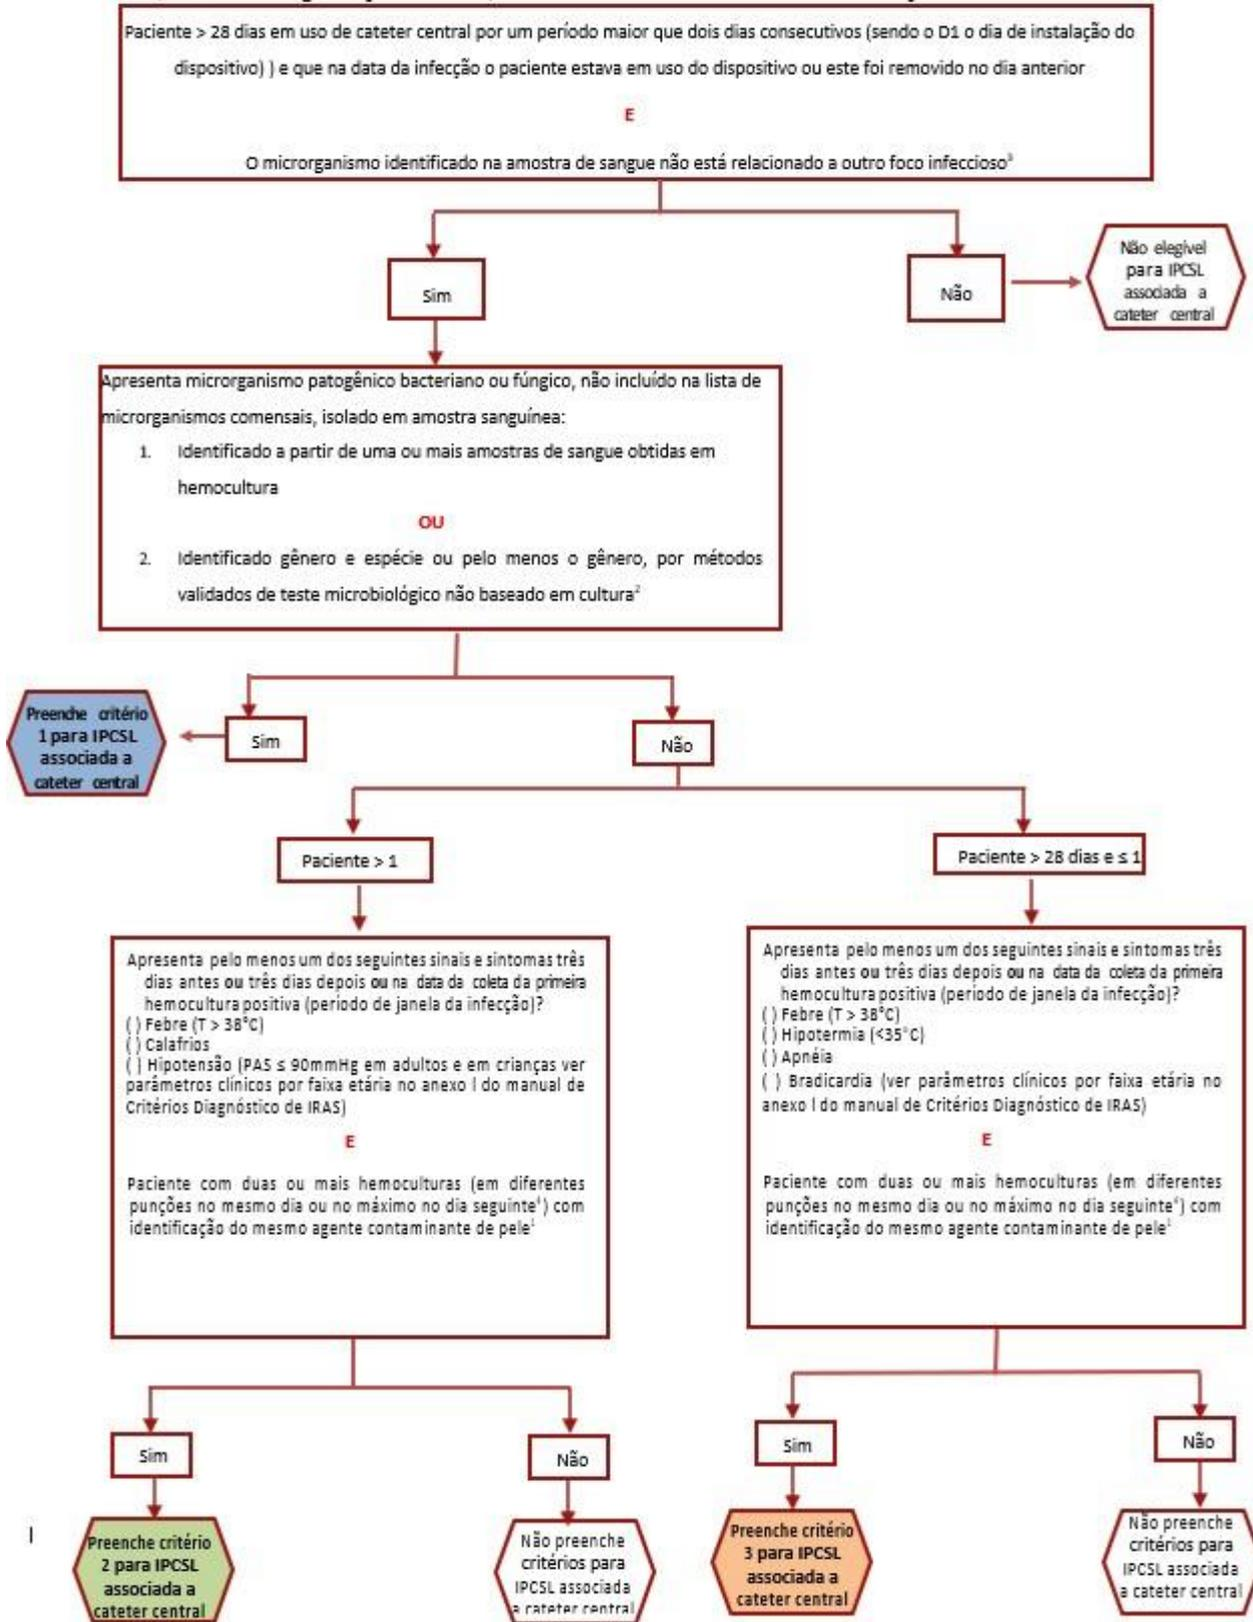 Paciente > 28 dias em uso de cateter central por um período maior que dois dias consecutivos (sendo o D1 o dia de instalação do
dispositivo) ) e que na data da infecção o paciente estava em uso do dispositivo ou este foi removido no dia anterior
E
O microrganismo identificado na amostra de sangue não está relacionado a outro foco infeccioso³
Sim
Não
Não elegível
para IPCSL
associada a
cateter central
Apresenta microrganismo patogênico bacteriano ou fúngico, não incluído na lista de
microrganismos comensais, isolado em amostra sanguínea:
1. Identificado a partir de uma ou mais amostras de sangue obtidas em
hemocultura
OU
2. Identificado gênero e espécie ou pelo menos o gênero, por métodos
validados de teste microbiológico não baseado em cultura²
Preenche critério
1 para IPCSL
associada a
cateter central
Sim
Não
Paciente > 1
Paciente > 28 dias e ≤ 1
Apresenta pelo menos um dos seguintes sinais e sintomas três
dias antes ou três dias depois ou na data da coleta da primeira
hemocultura positiva (período de janela da infecção)?
( ) Febre (T > 38°C)
( ) Calafrios
( ) Hipotensão (PAS ≤ 90mmHg em adultos e em crianças ver
parâmetros clínicos por faixa etária no anexo I do manual de
Critérios Diagnóstico de IRAS)
E
Paciente com duas ou mais hemoculturas (em diferentes
punções no mesmo dia ou no máximo no dia seguinte⁴) com
identificação do mesmo agente contaminante de pele¹
Apresenta pelo menos um dos seguintes sinais e sintomas três
dias antes ou três dias depois ou na data da coleta da primeira
hemocultura positiva (período de janela da infecção)?
( ) Febre (T > 38°C)
( ) Hipotermia (<35°C)
( ) Apnéia
( ) Bradicardia (ver parâmetros clínicos por faixa etária no
anexo I do manual de Critérios Diagnóstico de IRAS)
E
Paciente com duas ou mais hemoculturas (em diferentes
punções no mesmo dia ou no máximo no dia seguinte⁴) com
identificação do mesmo agente contaminante de pele¹
Sim
Não
Sim
Não
Preenche critério
2 para IPCSL
associada a
cateter central
Não preenche
critérios para
IPCSL associada
a cateter central
Preenche critério
3 para IPCSL
associada a
cateter central
Não preenche
critérios para
IPCSL associada
a cateter central